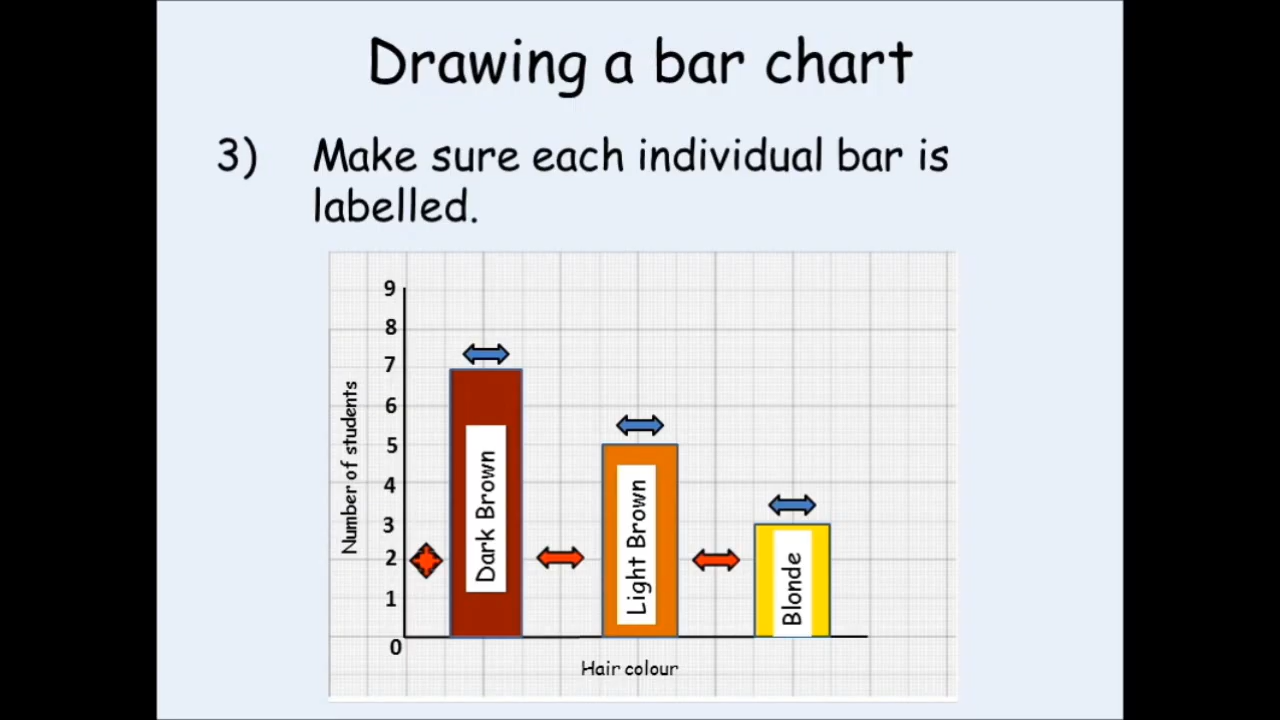 Drawing a bar chart
3) Make sure each individual bar is
labelled.
9
8
7
6
5
4
3
2
1
0
Number of students
Dark Brown
Light Brown
Blonde
Hair colour